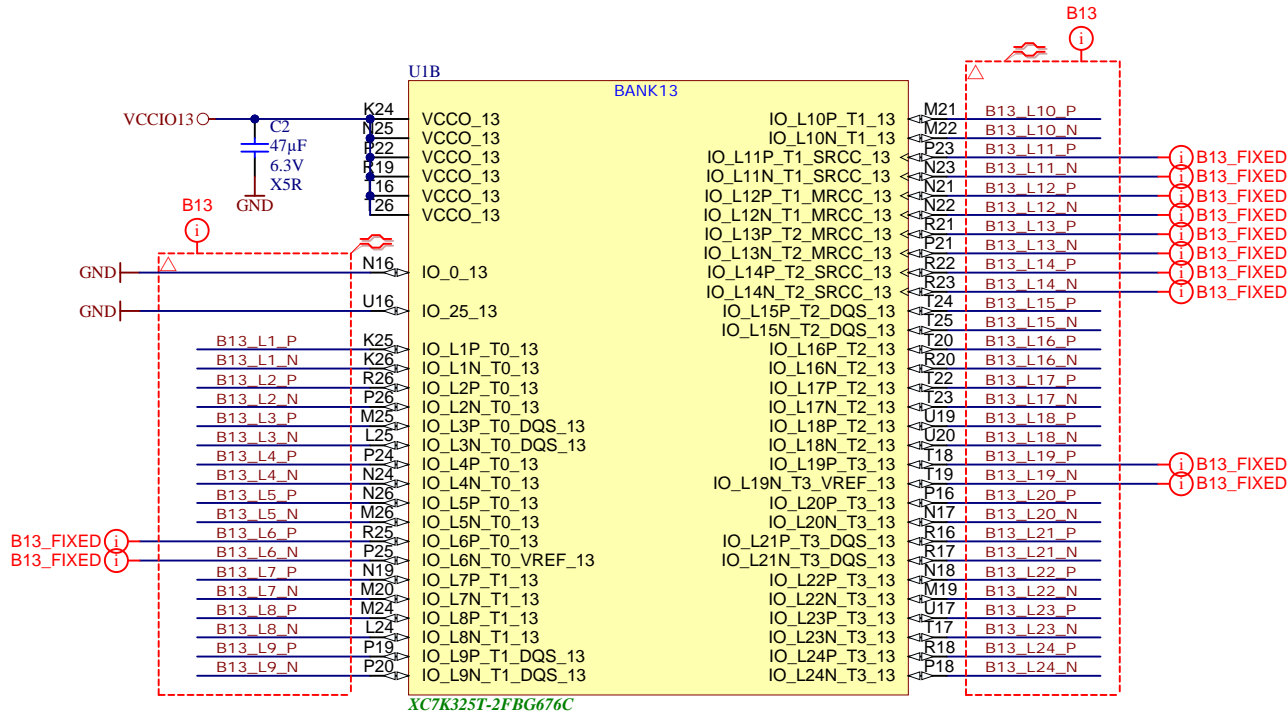 B13
U1B
BANK13
VCCIO13
C2
47µF
6.3V
X5R
GND
K24 VCCO_13
N25 VCCO_13
P22 VCCO_13
R19 VCCO_13
T16 VCCO_13
T26 VCCO_13
B13
GND N16 IO_0_13
GND U16 IO_25_13
B13_L1_P K25 IO_L1P_T0_13
B13_L1_N K26 IO_L1N_T0_13
B13_L2_P R26 IO_L2P_T0_13
B13_L2_N P26 IO_L2N_T0_13
B13_L3_P M25 IO_L3P_T0_DQS_13
B13_L3_N L25 IO_L3N_T0_DQS_13
B13_L4_P P24 IO_L4P_T0_13
B13_L4_N N24 IO_L4N_T0_13
B13_L5_P N26 IO_L5P_T0_13
B13_L5_N M26 IO_L5N_T0_13
B13_FIXED i B13_L6_P R25 IO_L6P_T0_13
B13_FIXED i B13_L6_N P25 IO_L6N_T0_VREF_13
B13_L7_P N19 IO_L7P_T1_13
B13_L7_N M20 IO_L7N_T1_13
B13_L8_P M24 IO_L8P_T1_13
B13_L8_N L24 IO_L8N_T1_13
B13_L9_P P19 IO_L9P_T1_DQS_13
B13_L9_N P20 IO_L9N_T1_DQS_13
IO_L10P_T1_13 M21 B13_L10_P
IO_L10N_T1_13 M22 B13_L10_N
IO_L11P_T1_SRCC_13 P23 B13_L11_P i B13_FIXED
IO_L11N_T1_SRCC_13 N23 B13_L11_N i B13_FIXED
IO_L12P_T1_MRCC_13 N21 B13_L12_P i B13_FIXED
IO_L12N_T1_MRCC_13 N22 B13_L12_N i B13_FIXED
IO_L13P_T2_MRCC_13 R21 B13_L13_P i B13_FIXED
IO_L13N_T2_MRCC_13 P21 B13_L13_N i B13_FIXED
IO_L14P_T2_SRCC_13 R22 B13_L14_P i B13_FIXED
IO_L14N_T2_SRCC_13 R23 B13_L14_N i B13_FIXED
IO_L15P_T2_DQS_13 T24 B13_L15_P
IO_L15N_T2_DQS_13 T25 B13_L15_N
IO_L16P_T2_13 T20 B13_L16_P
IO_L16N_T2_13 R20 B13_L16_N
IO_L17P_T2_13 T22 B13_L17_P
IO_L17N_T2_13 T23 B13_L17_N
IO_L18P_T2_13 U19 B13_L18_P
IO_L18N_T2_13 U20 B13_L18_N
IO_L19P_T3_13 T18 B13_L19_P i B13_FIXED
IO_L19N_T3_VREF_13 T19 B13_L19_N i B13_FIXED
IO_L20P_T3_13 P16 B13_L20_P
IO_L20N_T3_13 N17 B13_L20_N
IO_L21P_T3_DQS_13 R16 B13_L21_P
IO_L21N_T3_DQS_13 R17 B13_L21_N
IO_L22P_T3_13 N18 B13_L22_P
IO_L22N_T3_13 M19 B13_L22_N
IO_L23P_T3_13 U17 B13_L23_P
IO_L23N_T3_13 T17 B13_L23_N
IO_L24P_T3_13 R18 B13_L24_P
IO_L24N_T3_13 P18 B13_L24_N
XC7K325T-2FBG676C